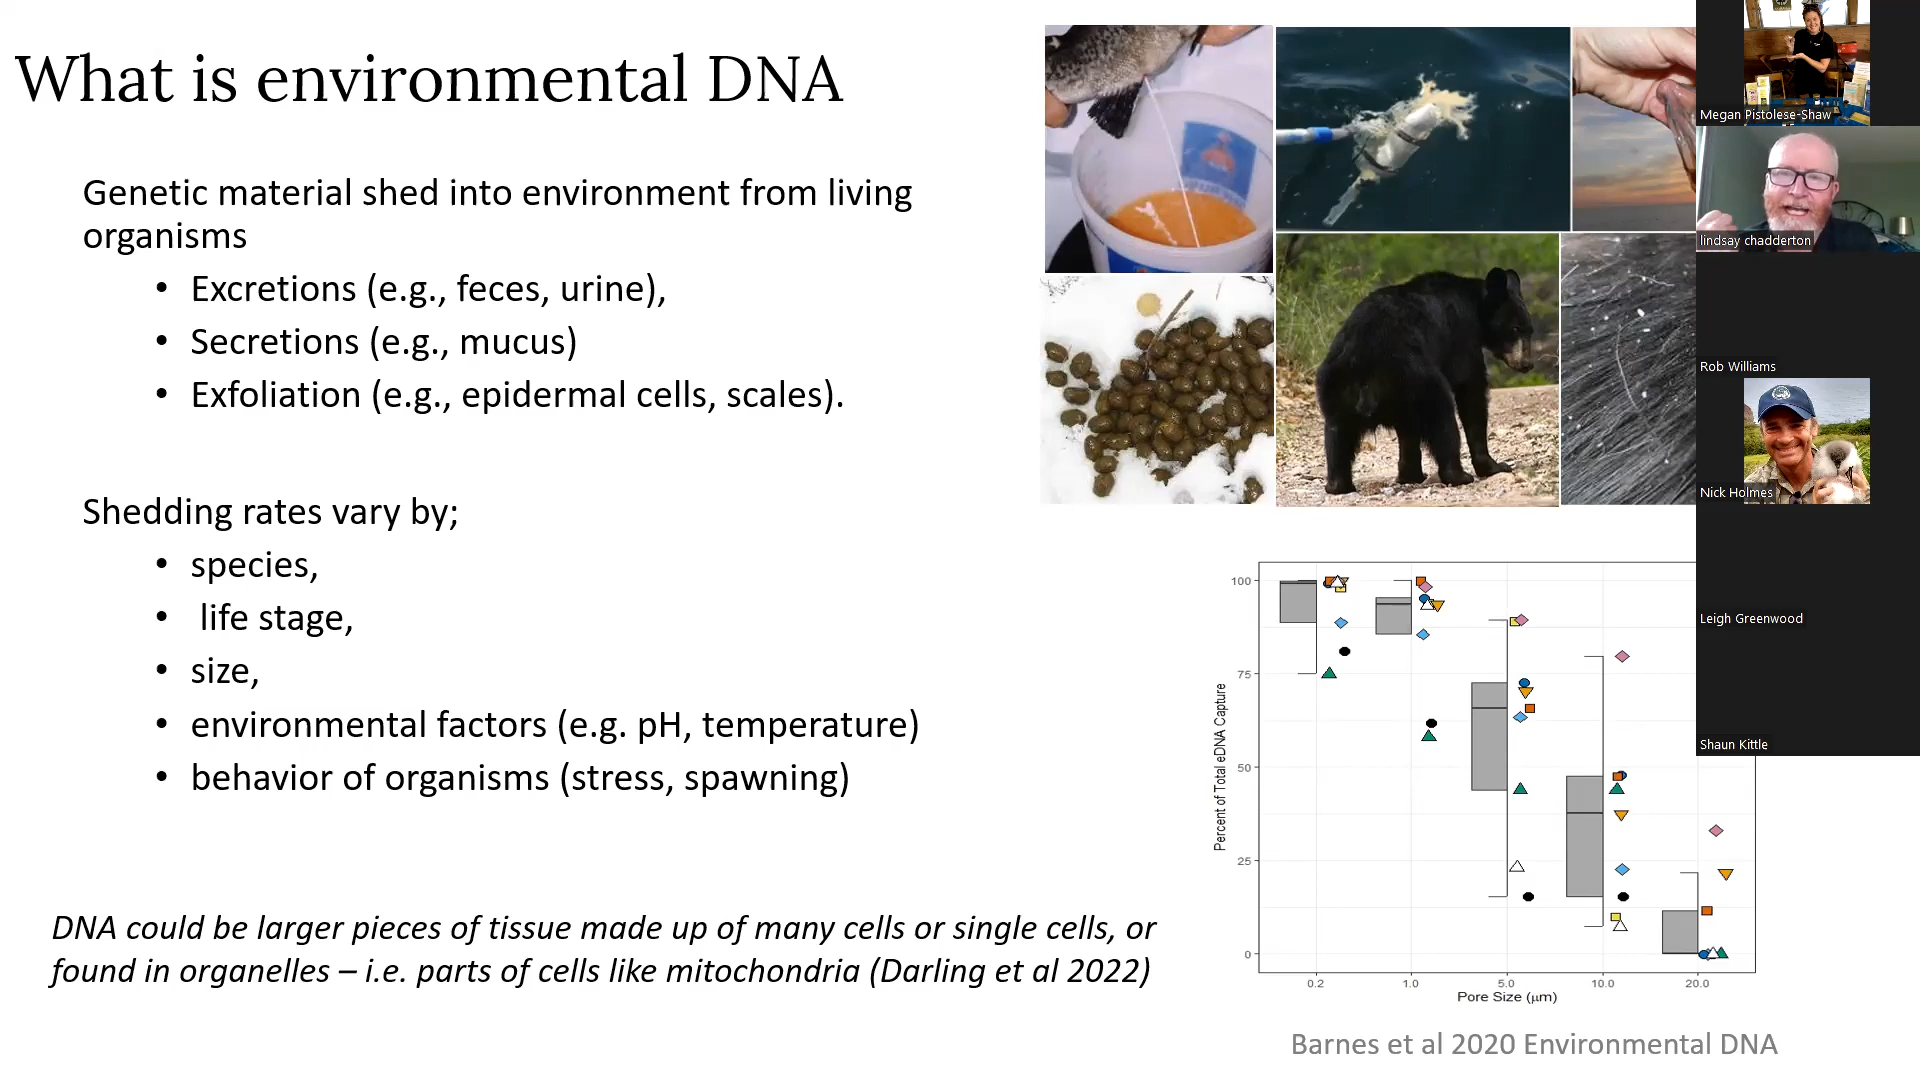 What is environmental DNA
Genetic material shed into environment from living
organisms
• Excretions (e.g., feces, urine),
• Secretions (e.g., mucus)
• Exfoliation (e.g., epidermal cells, scales).
Shedding rates vary by;
• species,
• life stage,
• size,
• environmental factors (e.g. pH, temperature)
• behavior of organisms (stress, spawning)
DNA could be larger pieces of tissue made up of many cells or single cells, or
found in organelles – i.e. parts of cells like mitochondria (Darling et al 2022)
Percent of Total eDNA Capture
100
75
50
25
0
0.2 1.0 5.0 10.0 20.0
Pore Size (μm)
Barnes et al 2020 Environmental DNA
Megan Pistolese-Shaw
lindsay chadderton
Rob Williams
Nick Holmes
Leigh Greenwood
Shaun Kittle